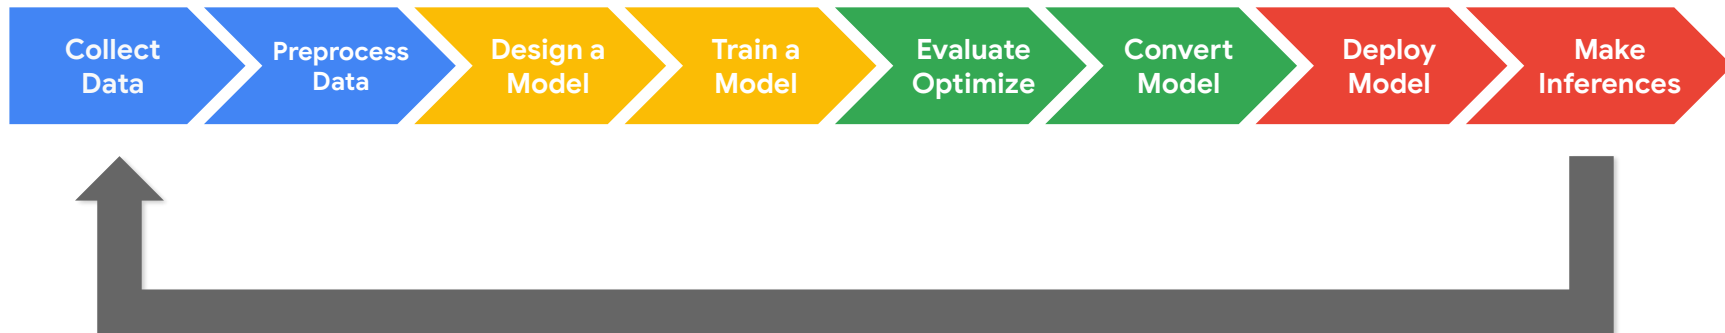 Collect
Data
Preprocess
Data
Design a
Model
Train a
Model
Evaluate
Optimize
Convert
Model
Deploy
Model
Make
Inferences